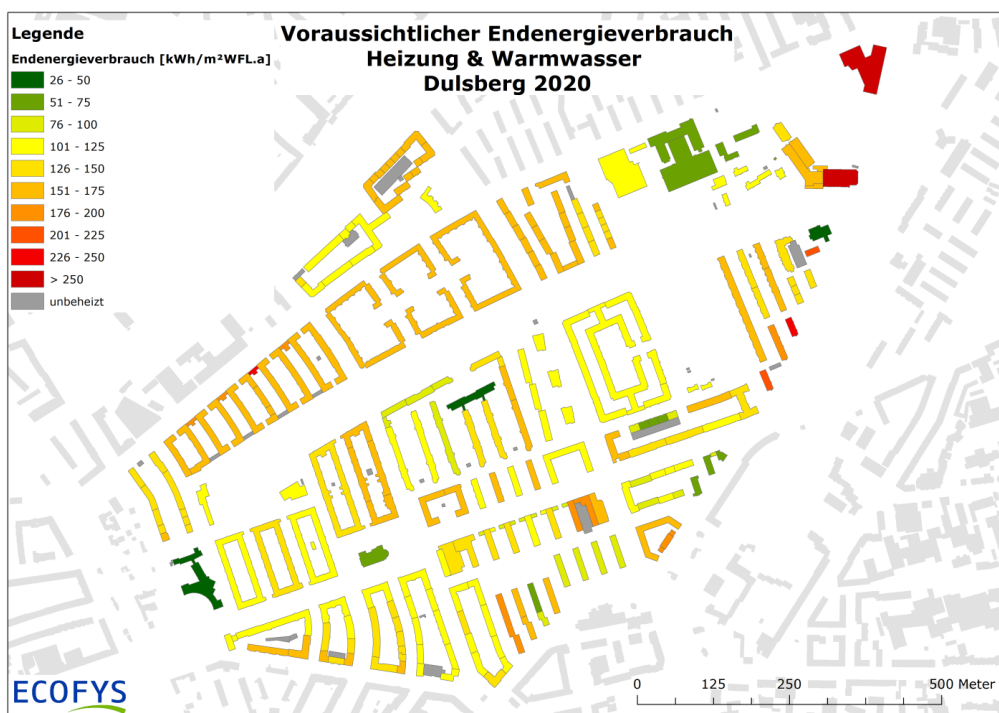 Legende
Endenergieverbrauch [kWh/m²WFL.a]
26 - 50
51 - 75
76 - 100
101 - 125
126 - 150
151 - 175
176 - 200
201 - 225
226 - 250
> 250
unbeheizt
Voraussichtlicher Endenergieverbrauch
Heizung & Warmwasser
Dulsberg 2020
ECOFYS
0 125 250 500 Meter